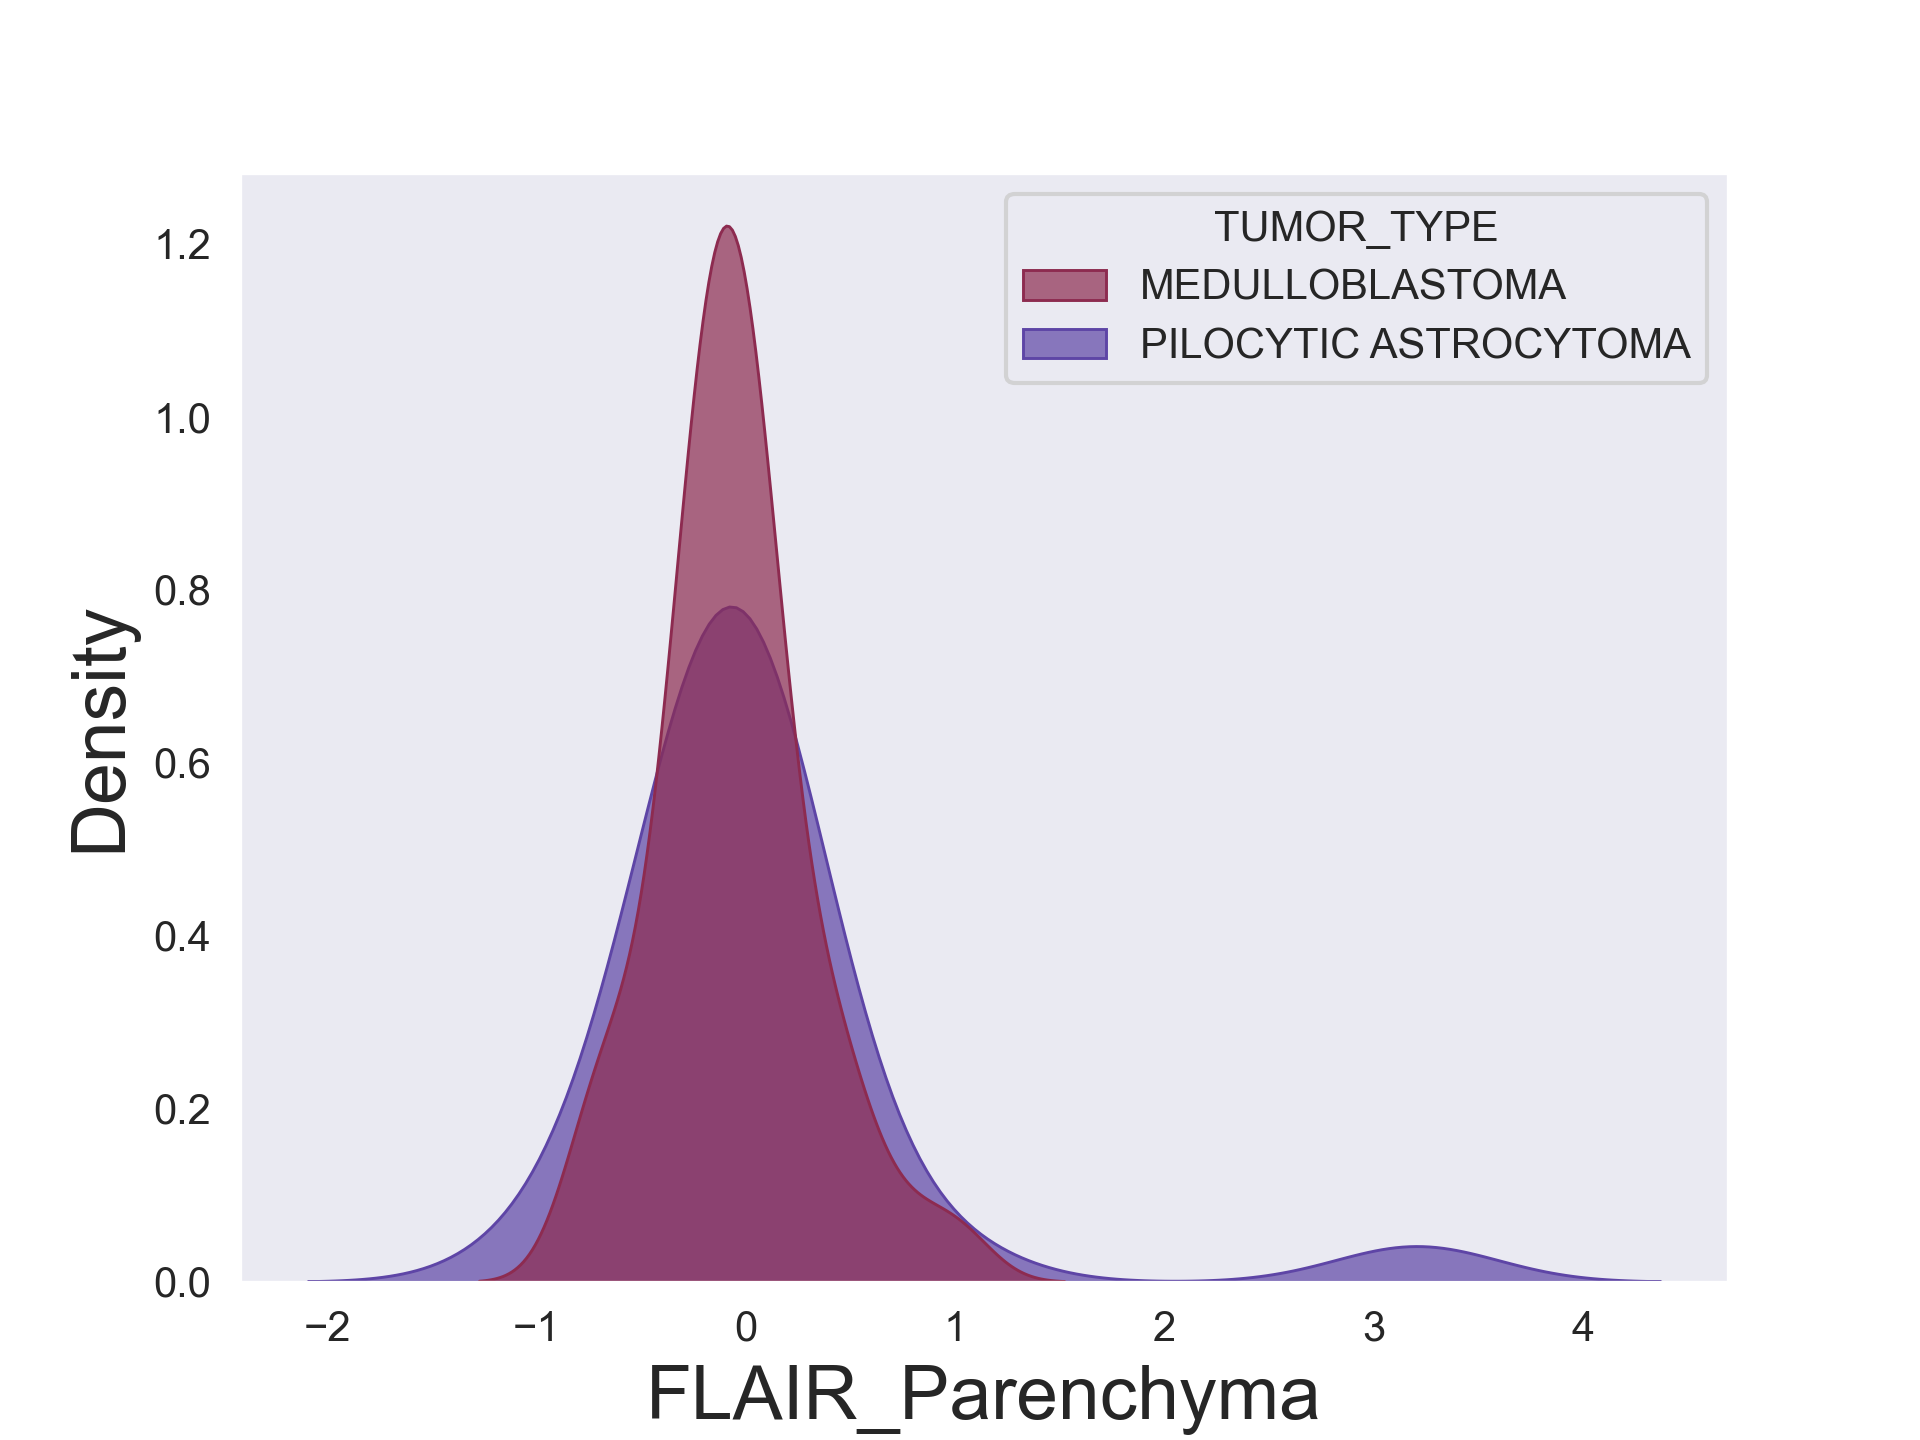 TUMOR_TYPE
MEDULLOBLASTOMA
PILOCYTIC ASTROCYTOMA
Density
1.2
1.0
0.8
0.6
0.4
0.2
0.0
−2 −1 0 1 2 3 4
FLAIR_Parenchyma